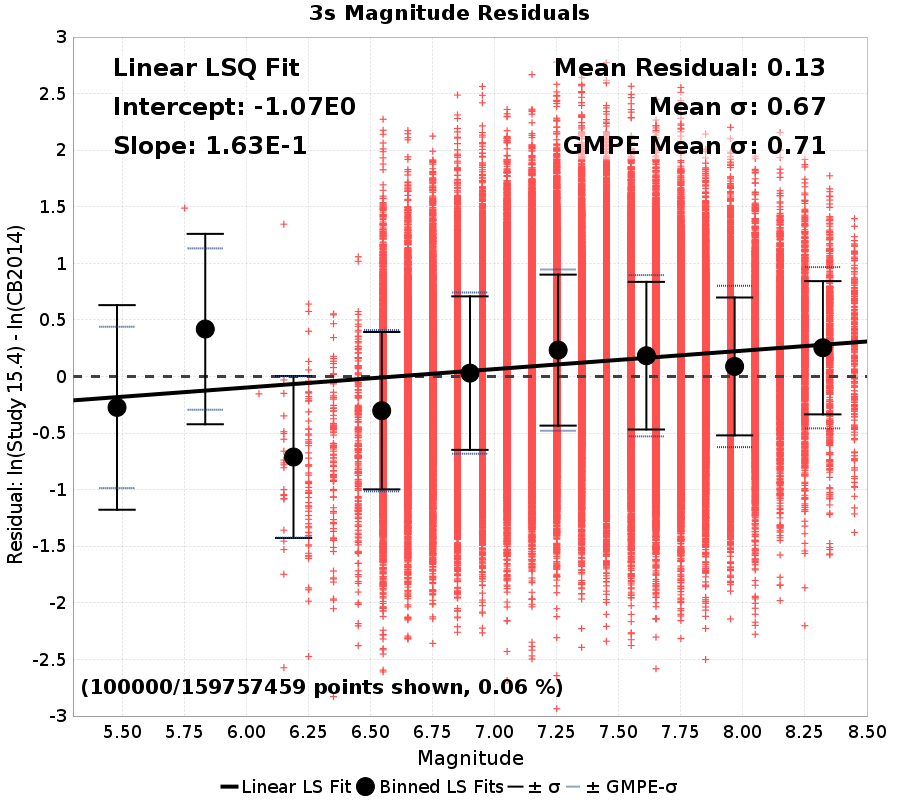 3s Magnitude Residuals
Linear LSQ Fit
Intercept: -1.07E0
Slope: 1.63E-1
Mean Residual: 0.13
Mean σ: 0.67
GMPE Mean σ: 0.71
3
2.5
2
1.5
1
0.5
0
-0.5
-1
-1.5
-2
-2.5
-3
Residual: ln(Study 15.4) - ln(CB2014)
(100000/159757459 points shown, 0.06 %)
5.50 5.75 6.00 6.25 6.50 6.75 7.00 7.25 7.50 7.75 8.00 8.25 8.50
Magnitude
Linear LS Fit Binned LS Fits ± σ ± GMPE-σ